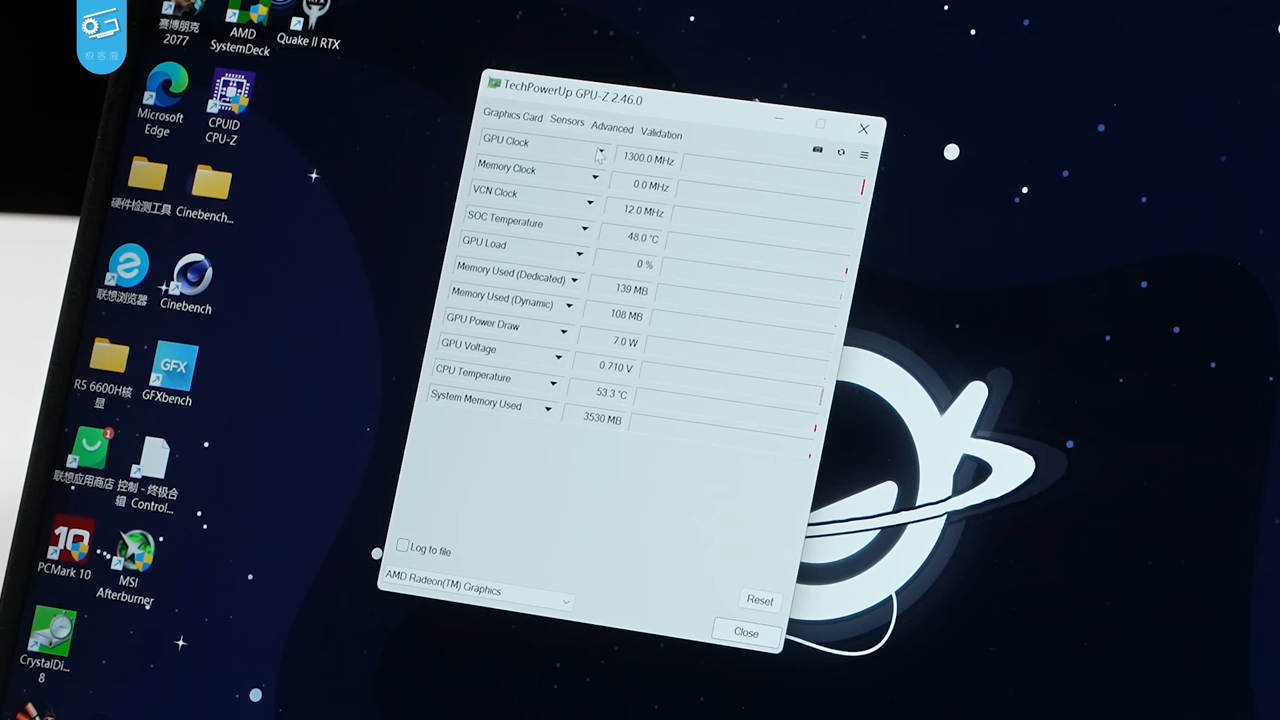 极客湾
赛博朋克
2077
AMD
SystemDeck
Quake II RTX
Microsoft
Edge
CPUID
CPU-Z
硬件检测工具
Cinebench...
联想浏览器
Cinebench
R5 6600H核
显
GFX
GFXbench
1
联想应用商店
控制 - 终极合
辑 Control...
10
PCMark 10
MSI
Afterburner
CrystalDi...
8
TechPowerUp GPU-Z 2.46.0
Graphics Card Sensors Advanced Validation
GPU Clock 1300.0 MHz
Memory Clock 0.0 MHz
VCN Clock 12.0 MHz
SOC Temperature 48.0 °C
GPU Load 0 %
Memory Used (Dedicated) 139 MB
Memory Used (Dynamic) 108 MB
GPU Power Draw 7.0 W
GPU Voltage 0.710 V
CPU Temperature 53.3 °C
System Memory Used 3530 MB
Log to file
AMD Radeon(TM) Graphics
Reset
Close